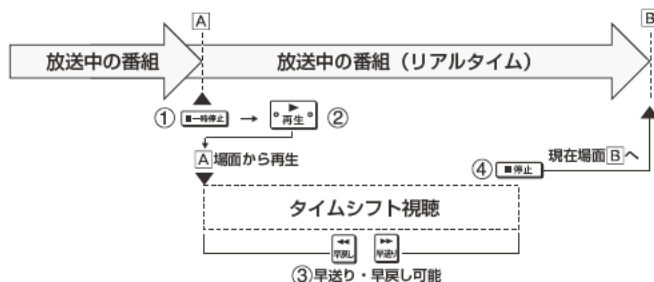 A
B
放送中の番組
放送中の番組（リアルタイム）
① ■一時停止 → ▶再生 ②
A 場面から再生
④ ■停止
現在場面 B へ
タイムシフト視聴
◀◀早戻し ▶▶早送り
③早送り・早戻し可能